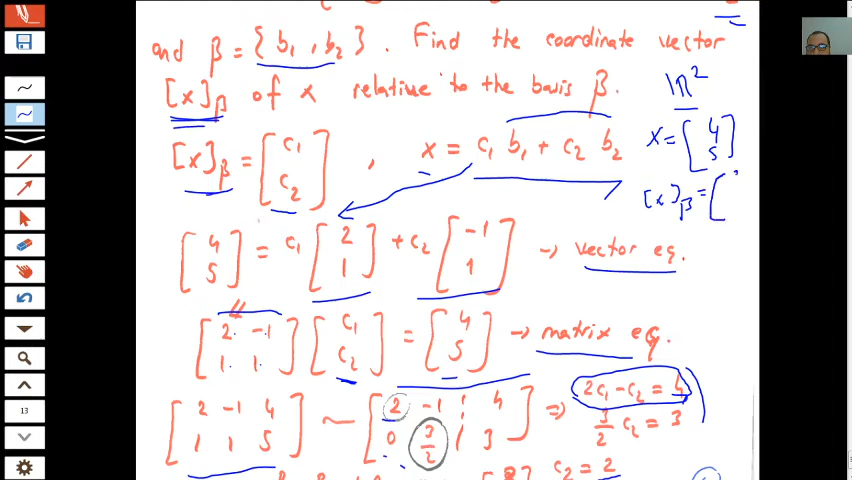 and β = { b₁ , b₂ } . Find the coordinate vector
[x]β of x relative to the basis β.
ℝ²
[x]β = [ c₁ c₂ ] , x = c₁ b₁ + c₂ b₂
x = [ 4 5 ]
[x]β = [
[ 4 5 ] = c₁ [ 2 1 ] + c₂ [ -1 1 ] → vector eq.
[ 2 -1 1 1 ] [ c₁ c₂ ] = [ 4 5 ] → matrix eq.
[ 2 -1 4 1 1 5 ] ~ [ 2 -1 4 0 3/2 3 ] ⇒ 2c₁ - c₂ = 4
3/2 c₂ = 3
c₂ = 2
13